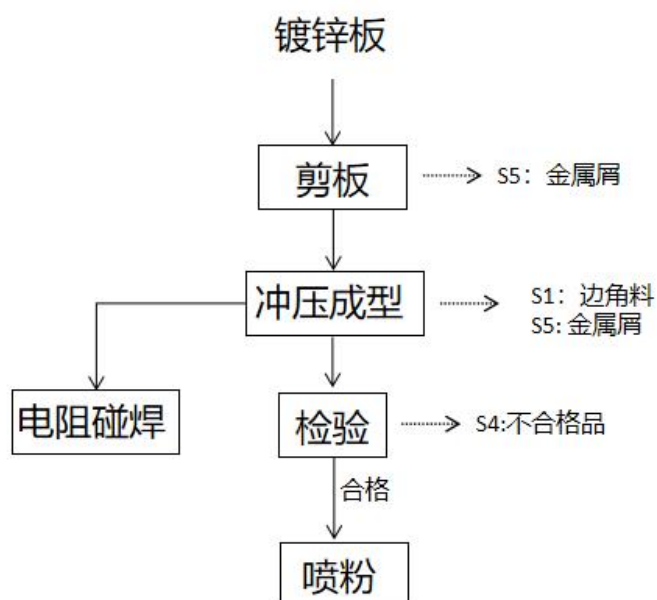 镀锌板
剪板
S5：金属屑
冲压成型
S1：边角料
S5: 金属屑
电阻碰焊
检验
S4:不合格品
合格
喷粉